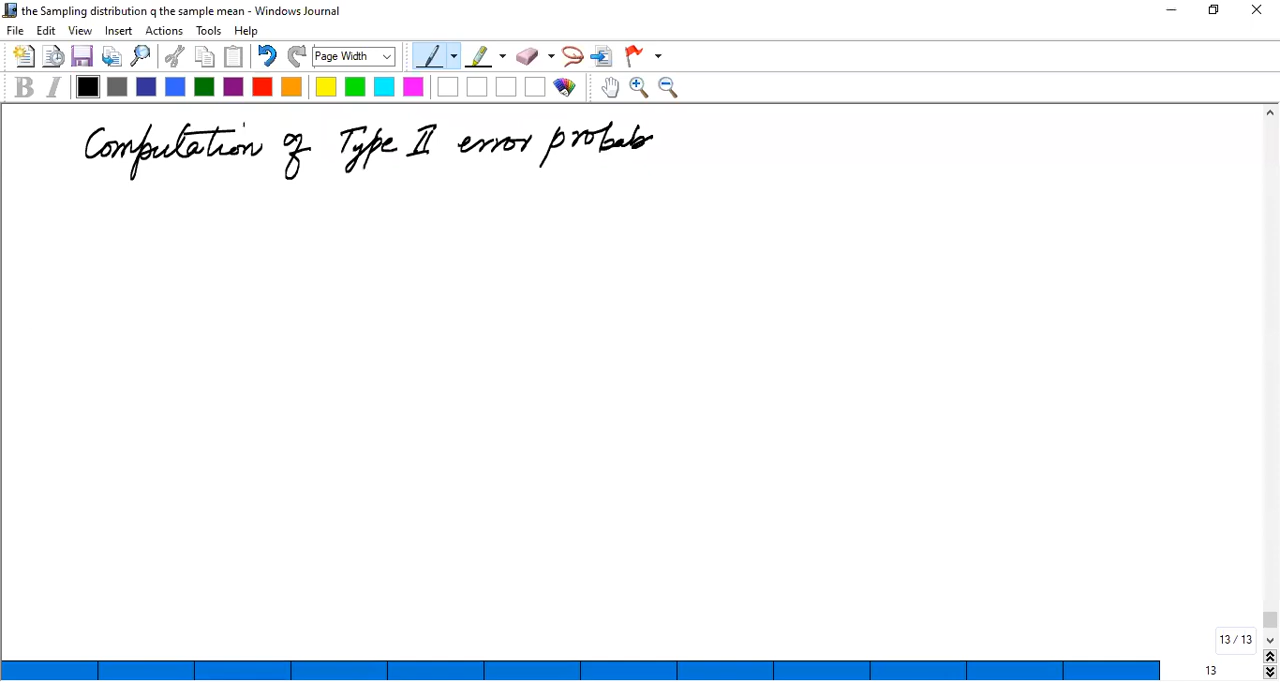 the Sampling distribution q the sample mean - Windows Journal
File Edit View Insert Actions Tools Help
Page Width
B I
Computation of Type II error probab
13 / 13
13